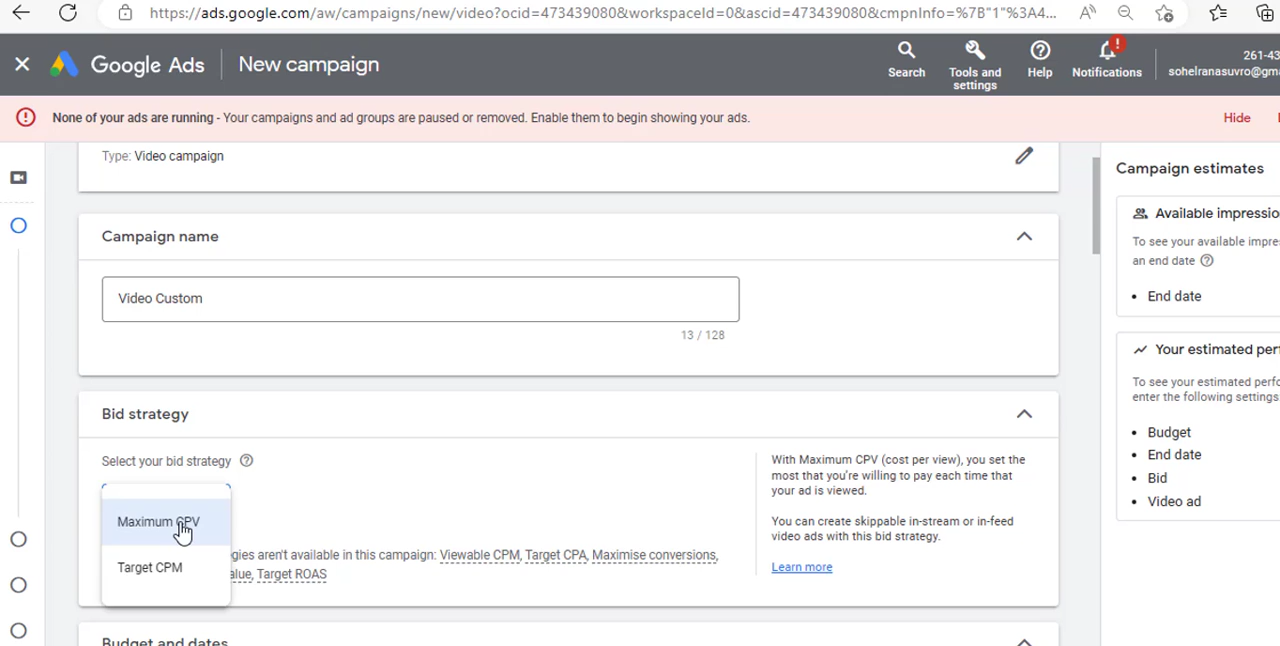 https://ads.google.com/aw/campaigns/new/video?ocid=473439080&workspaceId=0&ascid=473439080&cmpnInfo=%7B"1"%3A4...
Google Ads
New campaign
Search
Tools and settings
Help
Notifications
261-43
sohelranasuvro@gm
None of your ads are running - Your campaigns and ad groups are paused or removed. Enable them to begin showing your ads.
Hide
Type: Video campaign
Campaign name
Video Custom
13 / 128
Bid strategy
Select your bid strategy
Maximum CPV
Target CPM
gies aren't available in this campaign: Viewable CPM, Target CPA, Maximise conversions,
alue, Target ROAS
With Maximum CPV (cost per view), you set the
most that you're willing to pay each time that
your ad is viewed.
You can create skippable in-stream or in-feed
video ads with this bid strategy.
Learn more
Budget and dates
Campaign estimates
Available impressio
To see your available impre
an end date
• End date
Your estimated perf
To see your estimated perfo
enter the following settings
• Budget
• End date
• Bid
• Video ad